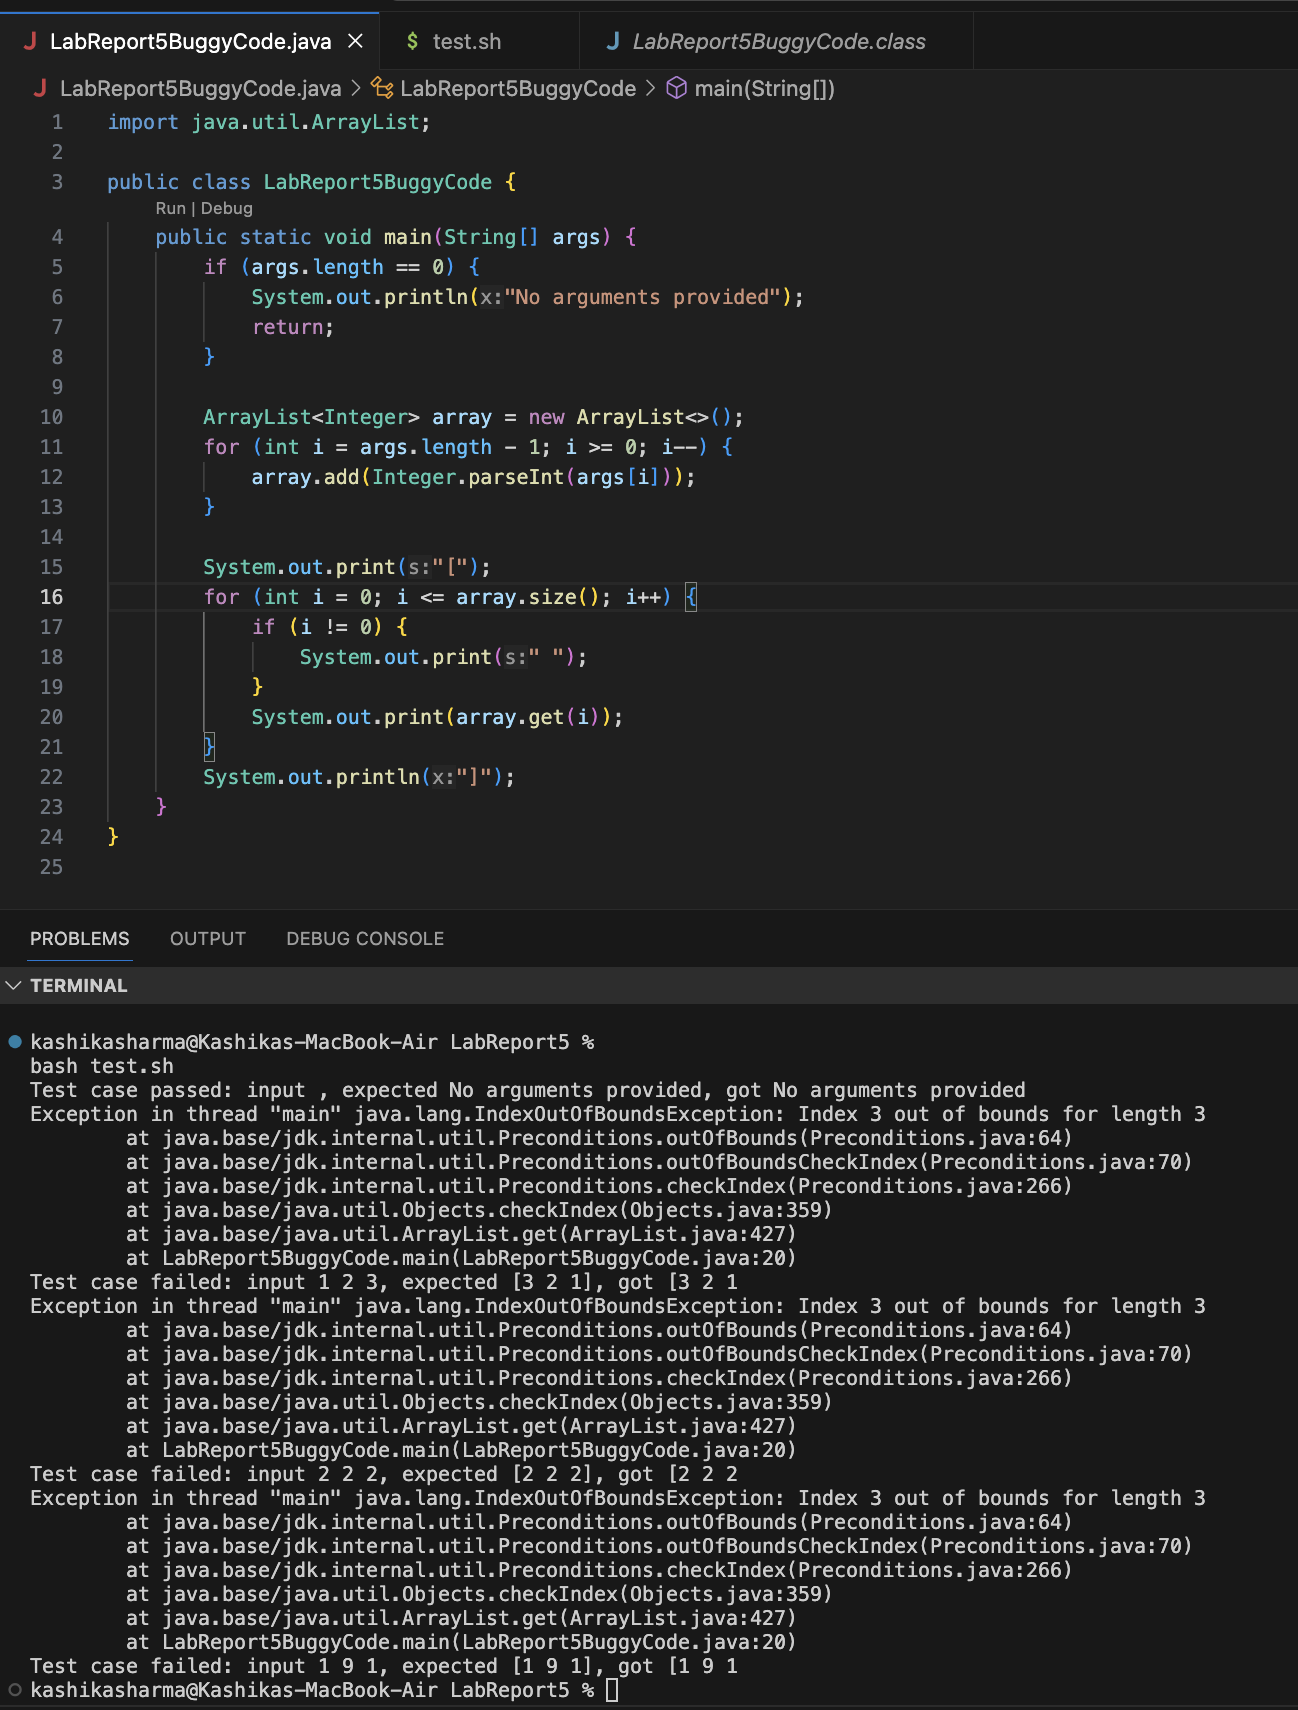 LabReport5BuggyCode.java × $ test.sh LabReport5BuggyCode.class
LabReport5BuggyCode.java > LabReport5BuggyCode > main(String[])
1 import java.util.ArrayList;
2
3 public class LabReport5BuggyCode {
Run | Debug
4 public static void main(String[] args) {
5 if (args.length == 0) {
6 System.out.println(x:"No arguments provided");
7 return;
8 }
9
10 ArrayList<Integer> array = new ArrayList<>();
11 for (int i = args.length - 1; i >= 0; i--) {
12 array.add(Integer.parseInt(args[i]));
13 }
14
15 System.out.print(s:"[");
16 for (int i = 0; i <= array.size(); i++) {
17 if (i != 0) {
18 System.out.print(s:" ");
19 }
20 System.out.print(array.get(i));
21 }
22 System.out.println(x:"]");
23 }
24 }
25
PROBLEMS OUTPUT DEBUG CONSOLE
TERMINAL
kashikasharma@Kashikas-MacBook-Air LabReport5 %
bash test.sh
Test case passed: input , expected No arguments provided, got No arguments provided
Exception in thread "main" java.lang.IndexOutOfBoundsException: Index 3 out of bounds for length 3
at java.base/jdk.internal.util.Preconditions.outOfBounds(Preconditions.java:64)
at java.base/jdk.internal.util.Preconditions.outOfBoundsCheckIndex(Preconditions.java:70)
at java.base/jdk.internal.util.Preconditions.checkIndex(Preconditions.java:266)
at java.base/java.util.Objects.checkIndex(Objects.java:359)
at java.base/java.util.ArrayList.get(ArrayList.java:427)
at LabReport5BuggyCode.main(LabReport5BuggyCode.java:20)
Test case failed: input 1 2 3, expected [3 2 1], got [3 2 1
Exception in thread "main" java.lang.IndexOutOfBoundsException: Index 3 out of bounds for length 3
at java.base/jdk.internal.util.Preconditions.outOfBounds(Preconditions.java:64)
at java.base/jdk.internal.util.Preconditions.outOfBoundsCheckIndex(Preconditions.java:70)
at java.base/jdk.internal.util.Preconditions.checkIndex(Preconditions.java:266)
at java.base/java.util.Objects.checkIndex(Objects.java:359)
at java.base/java.util.ArrayList.get(ArrayList.java:427)
at LabReport5BuggyCode.main(LabReport5BuggyCode.java:20)
Test case failed: input 2 2 2, expected [2 2 2], got [2 2 2
Exception in thread "main" java.lang.IndexOutOfBoundsException: Index 3 out of bounds for length 3
at java.base/jdk.internal.util.Preconditions.outOfBounds(Preconditions.java:64)
at java.base/jdk.internal.util.Preconditions.outOfBoundsCheckIndex(Preconditions.java:70)
at java.base/jdk.internal.util.Preconditions.checkIndex(Preconditions.java:266)
at java.base/java.util.Objects.checkIndex(Objects.java:359)
at java.base/java.util.ArrayList.get(ArrayList.java:427)
at LabReport5BuggyCode.main(LabReport5BuggyCode.java:20)
Test case failed: input 1 9 1, expected [1 9 1], got [1 9 1
kashikasharma@Kashikas-MacBook-Air LabReport5 %